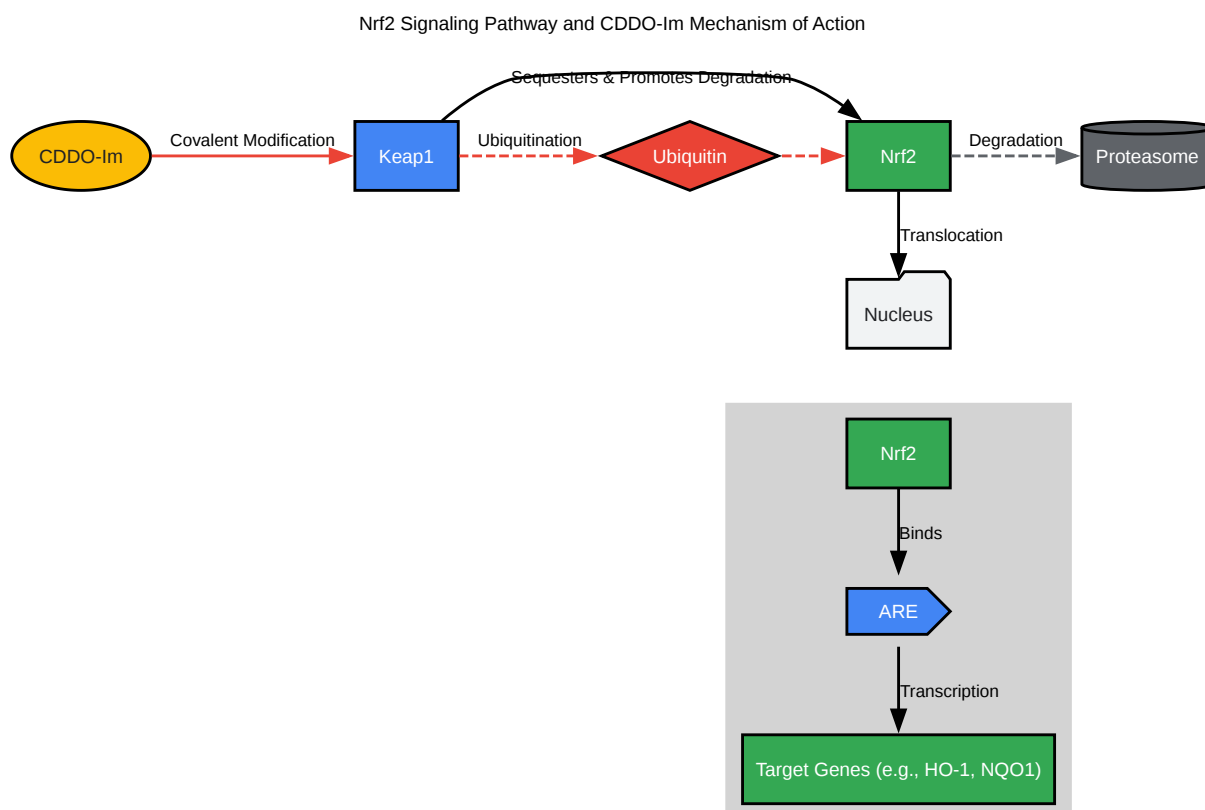 Nrf2 Signaling Pathway and CDDO-Im Mechanism of Action
Sequesters & Promotes Degradation
CDDO-Im
Covalent Modification
Keap1
Ubiquitination
Ubiquitin
Nrf2
Degradation
Proteasome
Translocation
Nucleus
Nrf2
Binds
ARE
Transcription
Target Genes (e.g., HO-1, NQO1)